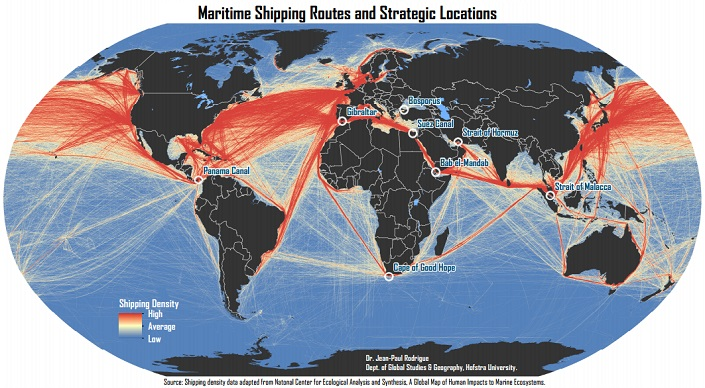 Maritime Shipping Routes and Strategic Locations
Bosporus
Gibraltar
Suez Canal
Strait of Hormuz
Bab el-Mandab
Panama Canal
Strait of Malacca
Cape of Good Hope
Shipping Density
High
Average
Low
Dr. Jean-Paul Rodrigue
Dept. of Global Studies & Geography, Hofstra University.
Source: Shipping density data adapted from National Center for Ecological Analysis and Synthesis, A Global Map of Human Impacts to Marine Ecosystems.